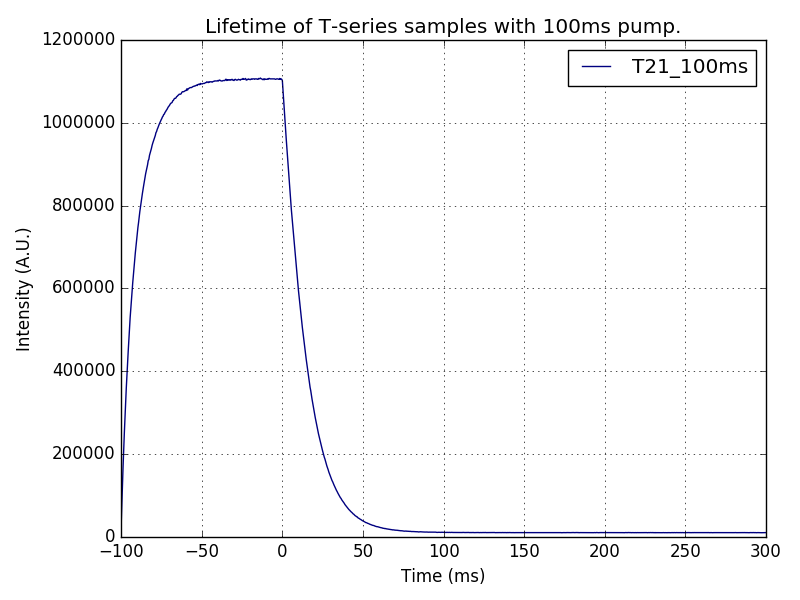 Lifetime of T-series samples with 100ms pump.
T21_100ms
1200000
1000000
800000
600000
400000
200000
0
Intensity (A.U.)
−100 −50 0 50 100 150 200 250 300
Time (ms)